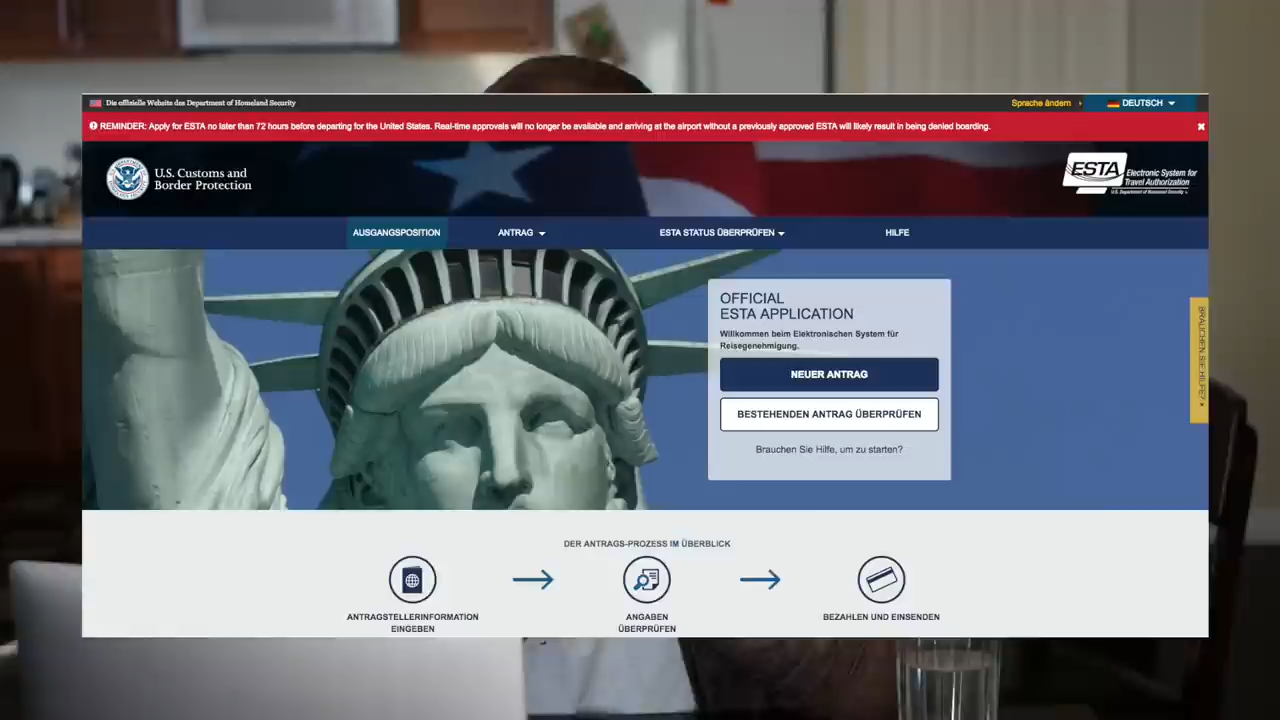 Die offizielle Website des Department of Homeland Security
Sprache ändern
DEUTSCH
REMINDER: Apply for ESTA no later than 72 hours before departing for the United States. Real-time approvals will no longer be available and arriving at the airport without a previously approved ESTA will likely result in being denied boarding.
U.S. Customs and
Border Protection
ESTA
Electronic System for
Travel Authorization
U.S. Department of Homeland Security
AUSGANGSPOSITION
ANTRAG
ESTA STATUS ÜBERPRÜFEN
HILFE
OFFICIAL
ESTA APPLICATION
Willkommen beim Elektronischen System für
Reisegenehmigung.
NEUER ANTRAG
BESTEHENDEN ANTRAG ÜBERPRÜFEN
Brauchen Sie Hilfe, um zu starten?
BRAUCHEN SIE HILFE?
DER ANTRAGS-PROZESS IM ÜBERBLICK
ANTRAGSTELLERINFORMATION
EINGEBEN
ANGABEN
ÜBERPRÜFEN
BEZAHLEN UND EINSENDEN